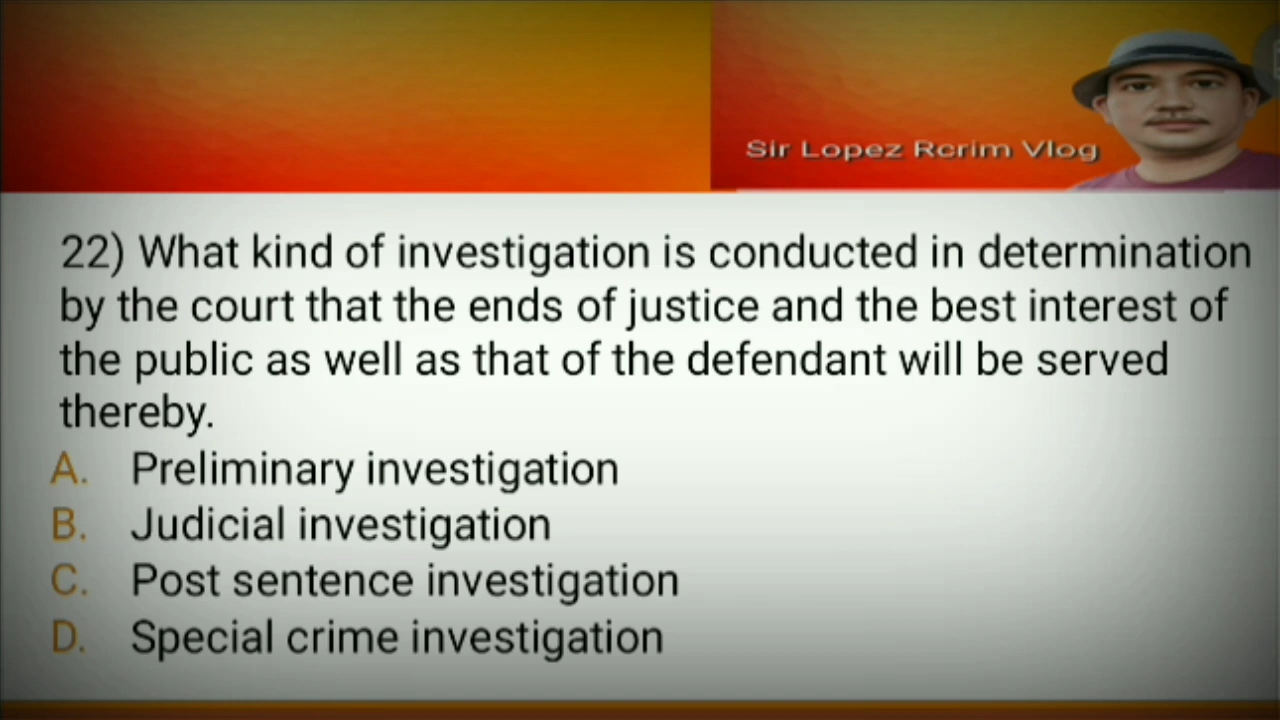 Sir Lopez Rcrim Vlog
22) What kind of investigation is conducted in determination
by the court that the ends of justice and the best interest of
the public as well as that of the defendant will be served
thereby.
A. Preliminary investigation
B. Judicial investigation
C. Post sentence investigation
D. Special crime investigation